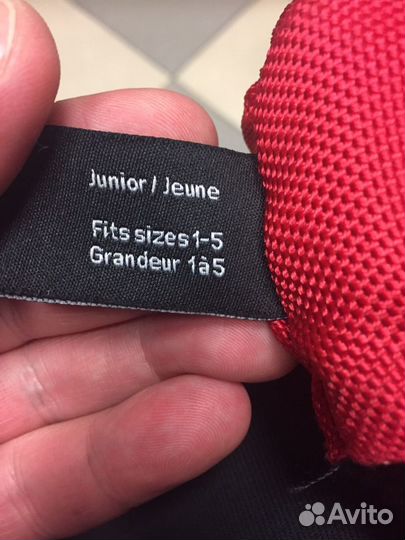 Junior / Jeune
Fits sizes 1-5
Grandeur 1à5
Avito